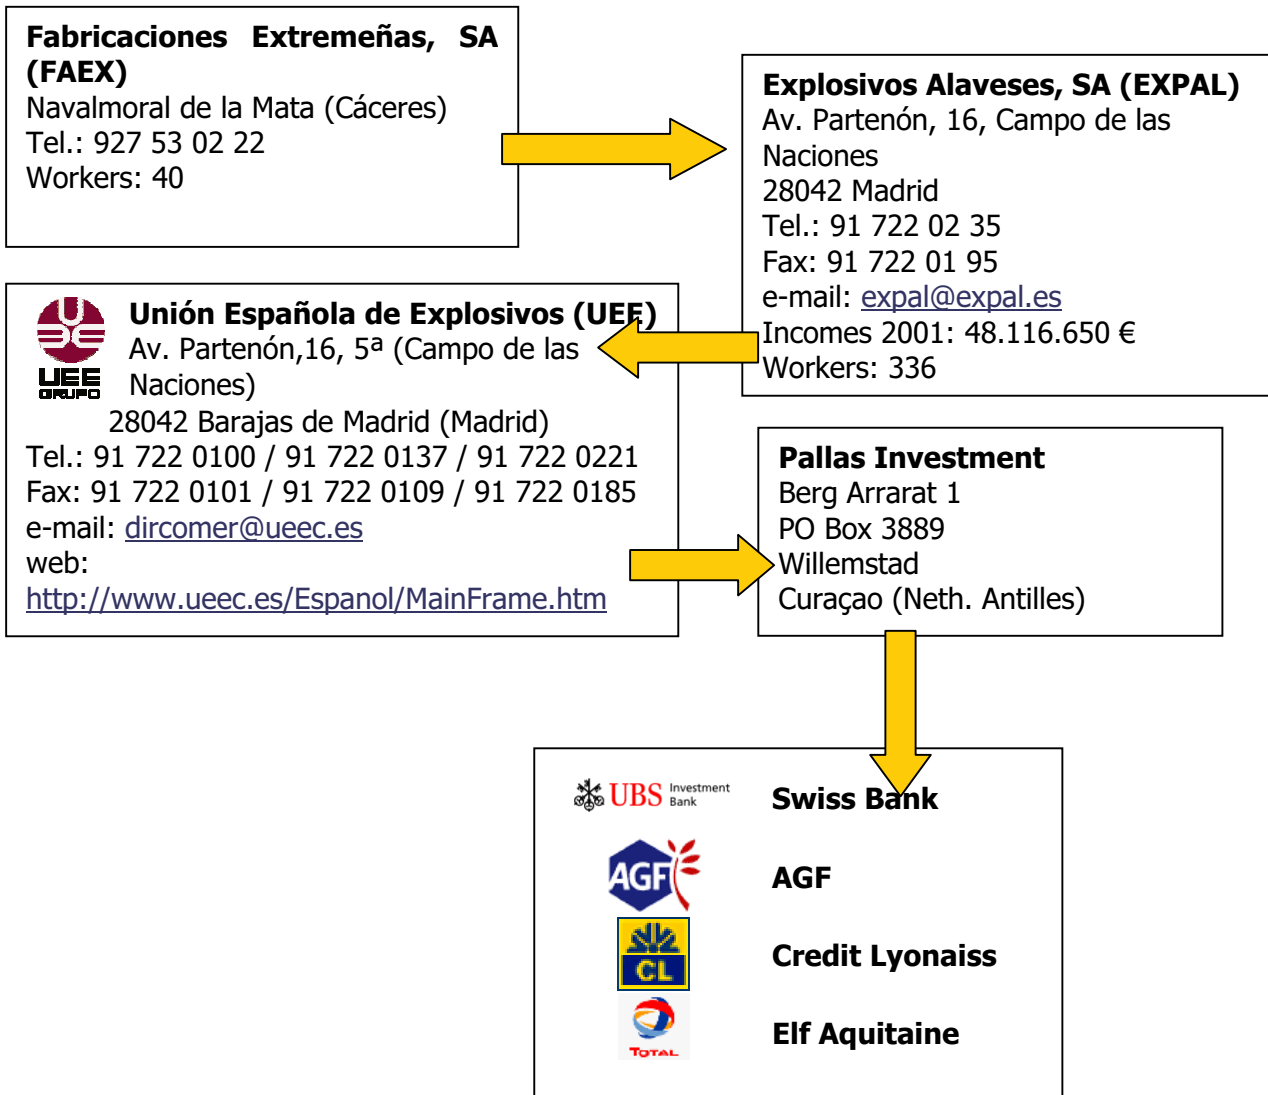 Fabricaciones Extremeñas, SA
(FAEX)
Navalmoral de la Mata (Cáceres)
Tel.: 927 53 02 22
Workers: 40
Explosivos Alaveses, SA (EXPAL)
Av. Partenón, 16, Campo de las
Naciones
28042 Madrid
Tel.: 91 722 02 35
Fax: 91 722 01 95
e-mail: expal@expal.es
Incomes 2001: 48.116.650 €
Workers: 336
UEE
GRUPO
Unión Española de Explosivos (UEE)
Av. Partenón,16, 5ª (Campo de las
Naciones)
28042 Barajas de Madrid (Madrid)
Tel.: 91 722 0100 / 91 722 0137 / 91 722 0221
Fax: 91 722 0101 / 91 722 0109 / 91 722 0185
e-mail: dircomer@ueec.es
web:
http://www.ueec.es/Espanol/MainFrame.htm
Pallas Investment
Berg Arrarat 1
PO Box 3889
Willemstad
Curaçao (Neth. Antilles)
UBS Investment
Bank
Swiss Bank
AGF
AGF
CL
Credit Lyonaiss
TOTAL
Elf Aquitaine